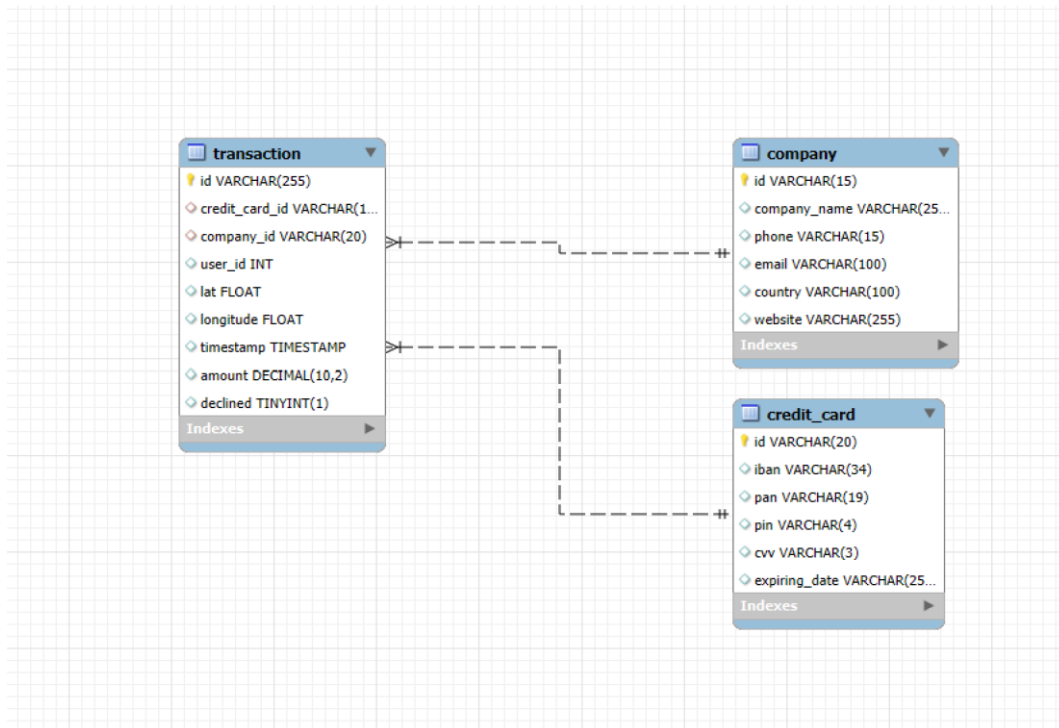 transaction
id VARCHAR(255)
credit_card_id VARCHAR(1...
company_id VARCHAR(20)
user_id INT
lat FLOAT
longitude FLOAT
timestamp TIMESTAMP
amount DECIMAL(10,2)
declined TINYINT(1)
Indexes
company
id VARCHAR(15)
company_name VARCHAR(25...
phone VARCHAR(15)
email VARCHAR(100)
country VARCHAR(100)
website VARCHAR(255)
Indexes
credit_card
id VARCHAR(20)
iban VARCHAR(34)
pan VARCHAR(19)
pin VARCHAR(4)
cvv VARCHAR(3)
expiring_date VARCHAR(25...
Indexes